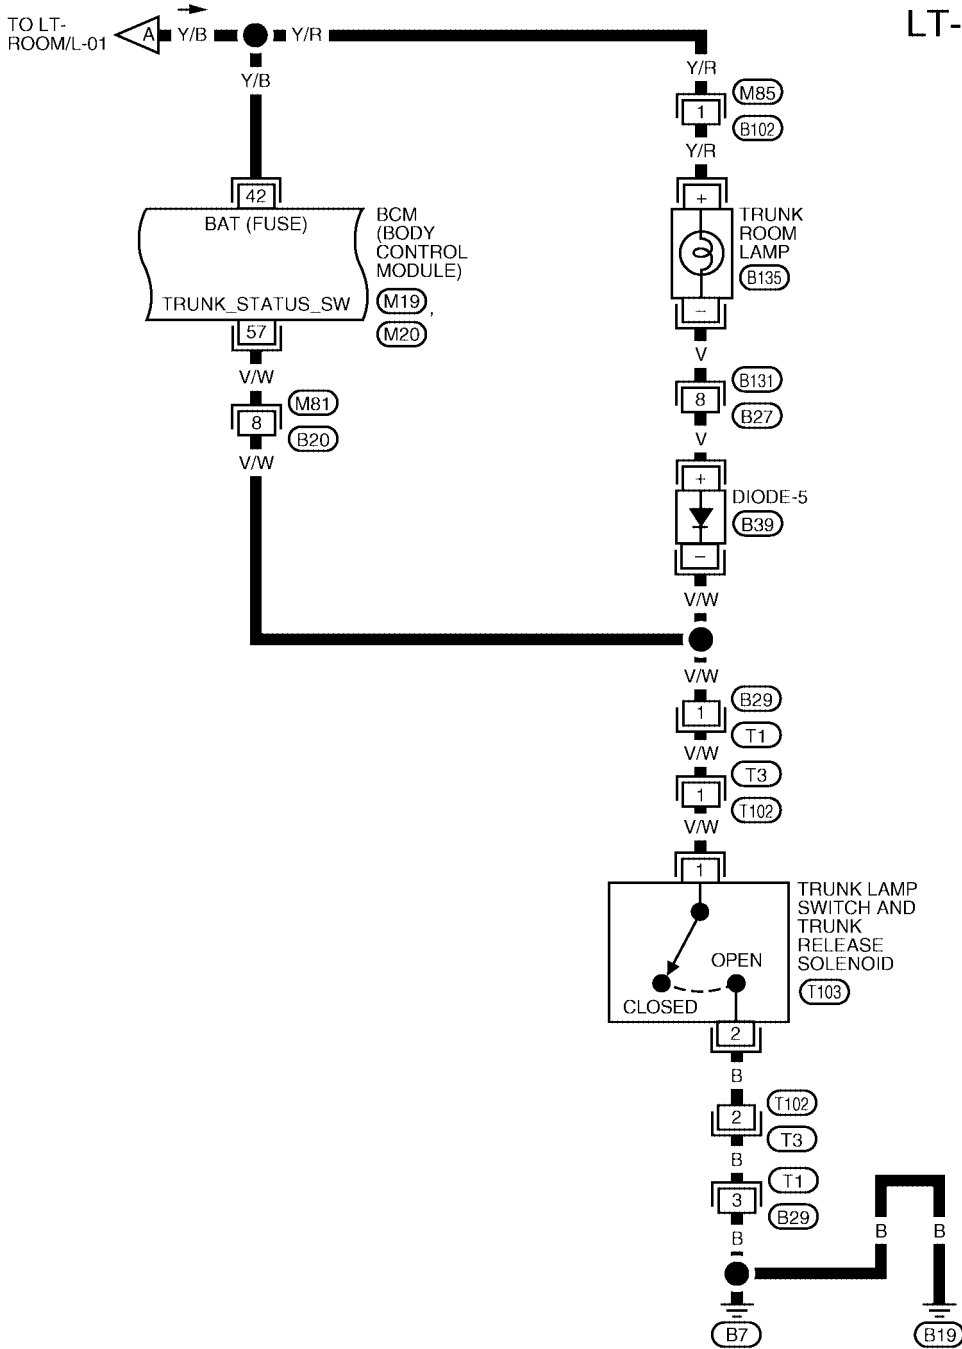 TO LT-
ROOM/L-01
A
Y/B
Y/R
LT-
Y/B
Y/R
1
M85
B102
Y/R
42
BAT (FUSE)
TRUNK_STATUS_SW
57
BCM
(BODY
CONTROL
MODULE)
M19 ,
M20
+
TRUNK
ROOM
LAMP
B135
−
V/W
8
M81
B20
V/W
V
8
B131
B27
V
+
DIODE-5
B39
−
V/W
V/W
1
B29
T1
V/W
1
T3
T102
V/W
1
OPEN
CLOSED
TRUNK LAMP
SWITCH AND
TRUNK
RELEASE
SOLENOID
T103
2
B
2
T102
T3
B
3
T1
B29
B
B
B
B7
B19